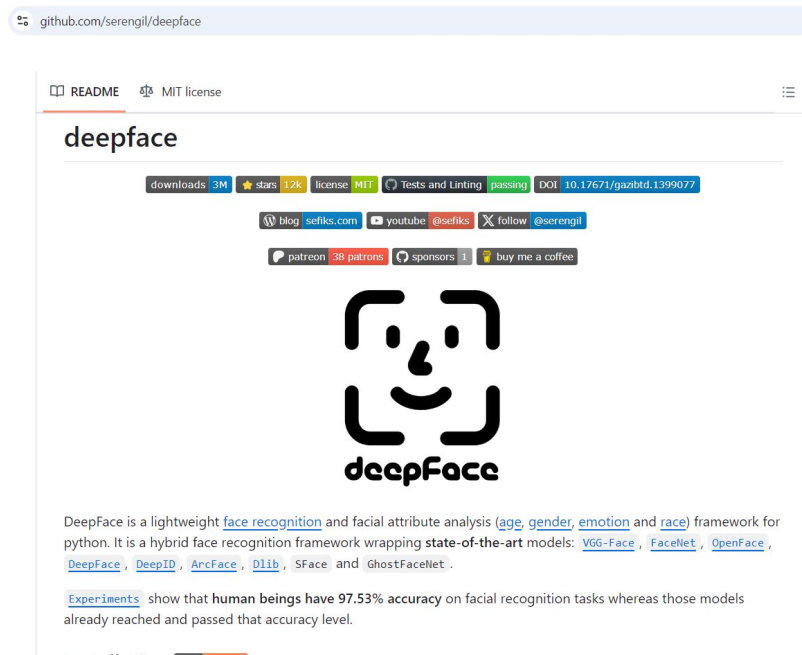 github.com/serengil/deepface
README MIT license
deepface
downloads 3M stars 12k license MIT Tests and Linting passing DOI 10.17671/gazibtd.1399077
blog sefiks.com youtube @sefiks follow @serengil
patreon 38 patrons sponsors 1 buy me a coffee
deepFace
DeepFace is a lightweight face recognition and facial attribute analysis (age, gender, emotion and race) framework for
python. It is a hybrid face recognition framework wrapping state-of-the-art models: VGG-Face , FaceNet , OpenFace ,
DeepFace , DeepID , ArcFace , Dlib , SFace and GhostFaceNet .
Experiments show that human beings have 97.53% accuracy on facial recognition tasks whereas those models
already reached and passed that accuracy level.